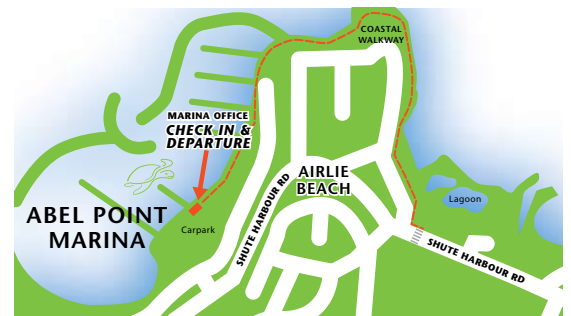 COASTAL
WALKWAY
MARINA OFFICE
CHECK IN &
DEPARTURE
AIRLIE
BEACH
SHUTE HARBOUR RD
Lagoon
ABEL POINT
MARINA
Carpark
SHUTE HARBOUR RD